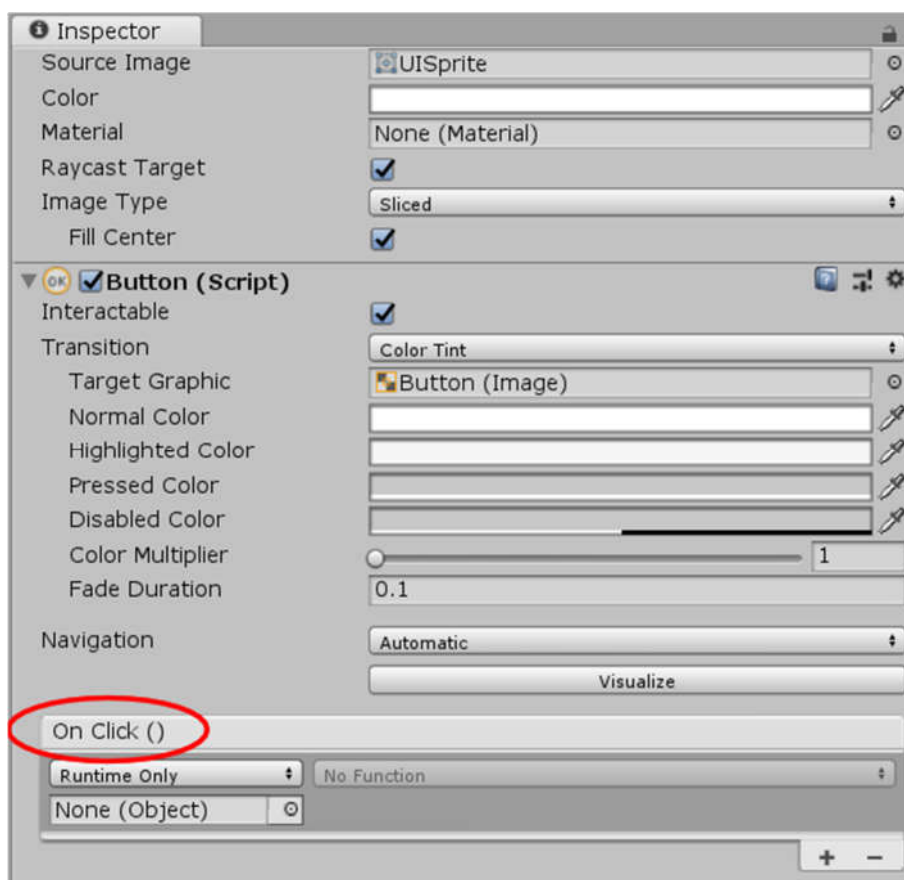 Inspector
Source Image UISprite
Color
Material None (Material)
Raycast Target
Image Type Sliced
Fill Center
OK Button (Script)
Interactable
Transition Color Tint
Target Graphic Button (Image)
Normal Color
Highlighted Color
Pressed Color
Disabled Color
Color Multiplier 1
Fade Duration 0.1
Navigation Automatic
Visualize
On Click ()
Runtime Only No Function
None (Object)
+ −